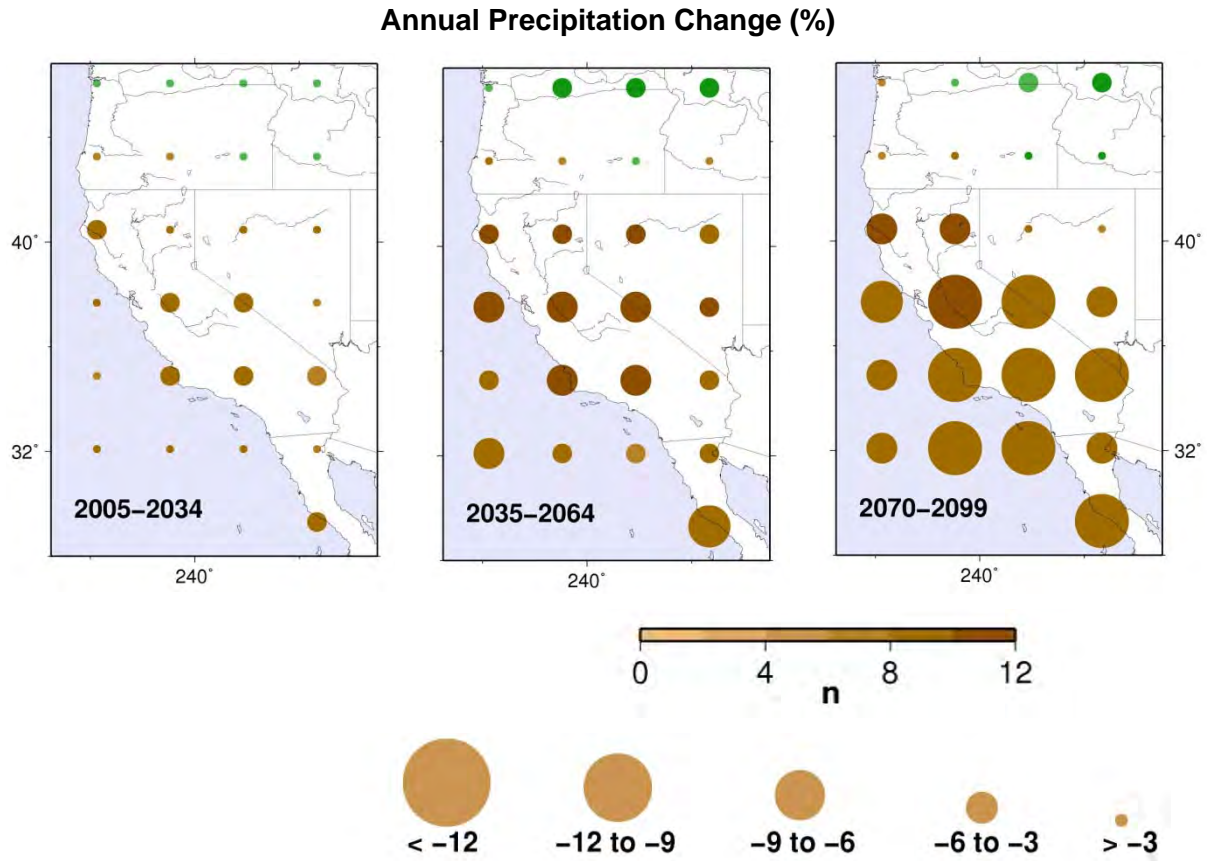 Annual Precipitation Change (%)
40° 40°
32° 32°
2005−2034 2035−2064 2070−2099
240° 240° 240°
0 4 8 12
n
< −12 −12 to −9 −9 to −6 −6 to −3 > −3